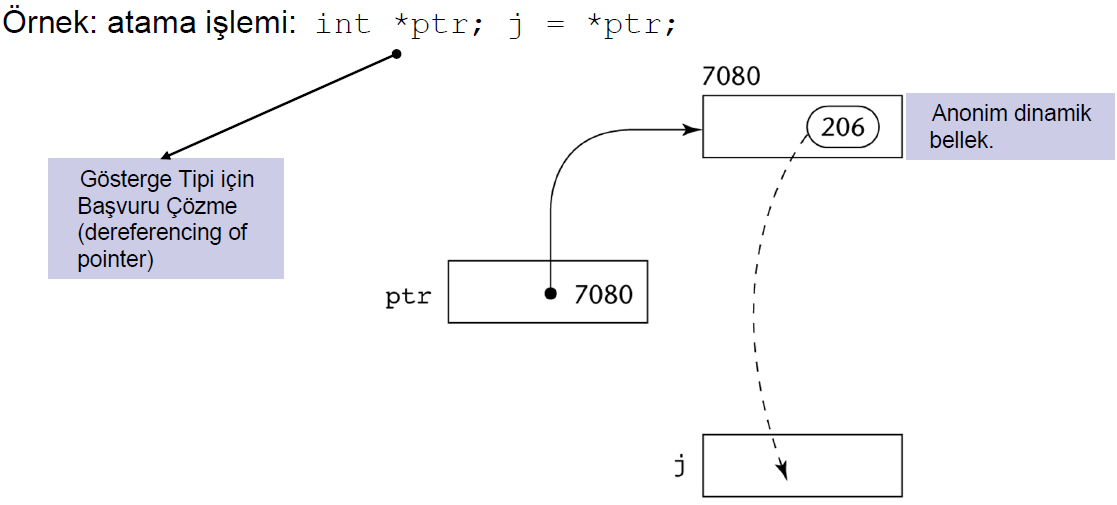 Örnek: atama işlemi: int *ptr; j = *ptr;
7080
206
Anonim dinamik
bellek.
Gösterge Tipi için
Başvuru Çözme
(dereferencing of
pointer)
ptr
7080
j